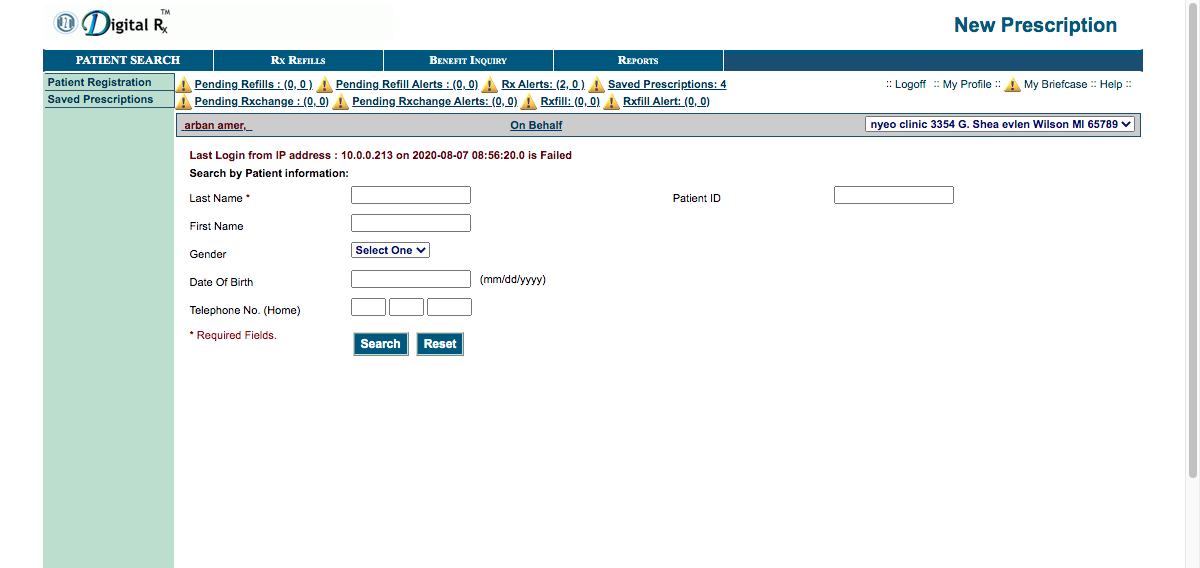 Digital Rx TM
New Prescription
PATIENT SEARCH RX REFILLS BENEFIT INQUIRY REPORTS
Patient Registration
Saved Prescriptions
Pending Refills : (0, 0 ) Pending Refill Alerts : (0, 0) Rx Alerts: (2, 0 ) Saved Prescriptions: 4
:: Logoff :: My Profile :: My Briefcase :: Help ::
Pending Rxchange : (0, 0) Pending Rxchange Alerts: (0, 0) Rxfill: (0, 0) Rxfill Alert: (0, 0)
arban amer, On Behalf nyeo clinic 3354 G. Shea evlen Wilson MI 65789
Last Login from IP address : 10.0.0.213 on 2020-08-07 08:56:20.0 is Failed
Search by Patient information:
Last Name * Patient ID
First Name
Gender Select One
Date Of Birth (mm/dd/yyyy)
Telephone No. (Home)
* Required Fields.
Search Reset